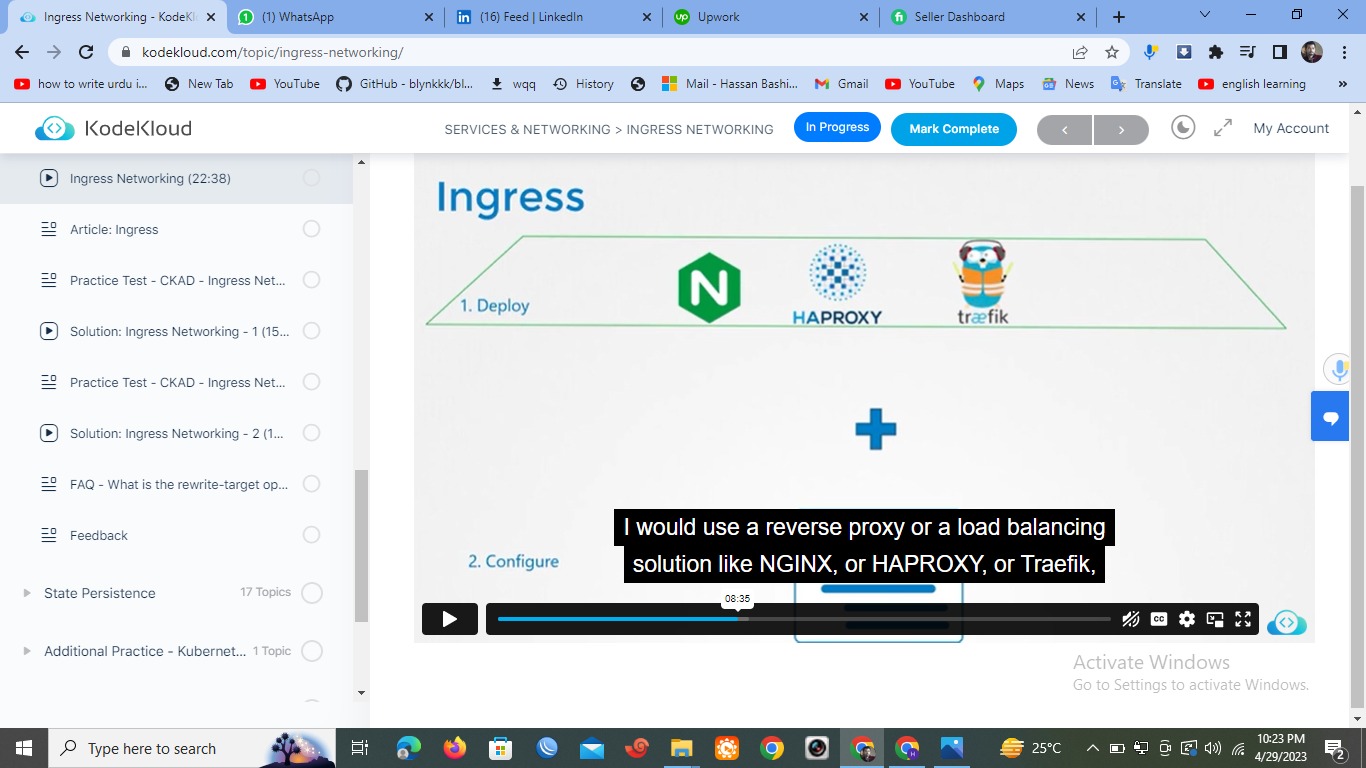 Ingress Networking - KodeKl
(1) WhatsApp
(16) Feed | LinkedIn
Upwork
Seller Dashboard
kodekloud.com/topic/ingress-networking/
how to write urdu i...
New Tab
YouTube
GitHub - blynkkk/bl...
wqq
History
Mail - Hassan Bashi...
Gmail
YouTube
Maps
News
Translate
english learning
KodeKloud
SERVICES & NETWORKING > INGRESS NETWORKING
In Progress
Mark Complete
My Account
Ingress Networking (22:38)
Article: Ingress
Practice Test - CKAD - Ingress Net...
Solution: Ingress Networking - 1 (15...
Practice Test - CKAD - Ingress Net...
Solution: Ingress Networking - 2 (1...
FAQ - What is the rewrite-target op...
Feedback
State Persistence
17 Topics
Additional Practice - Kubernet...
1 Topic
Ingress
1. Deploy
N
HAPROXY
træfik
2. Configure
I would use a reverse proxy or a load balancing
solution like NGINX, or HAPROXY, or Traefik,
08:35
CC
Activate Windows
Go to Settings to activate Windows.
Type here to search
25°C
10:23 PM
4/29/2023
2